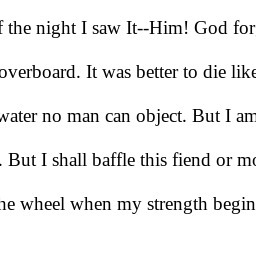 f the night I saw It--Him! God for
overboard. It was better to die like
water no man can object. But I am
. But I shall baffle this fiend or mo
he wheel when my strength begin